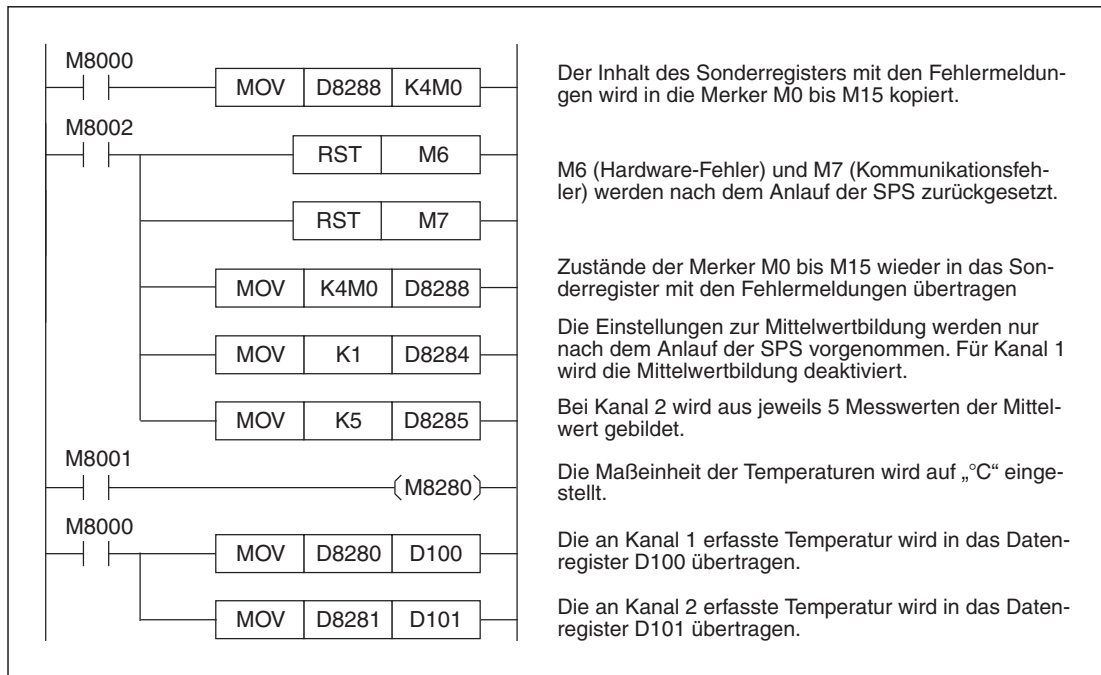 M8000
MOV D8288 K4M0
Der Inhalt des Sonderregisters mit den Fehlermeldun-
gen wird in die Merker M0 bis M15 kopiert.
M8002
RST M6
M6 (Hardware-Fehler) und M7 (Kommunikationsfeh-
ler) werden nach dem Anlauf der SPS zurückgesetzt.
RST M7
MOV K4M0 D8288
Zustände der Merker M0 bis M15 wieder in das Son-
derregister mit den Fehlermeldungen übertragen
MOV K1 D8284
Die Einstellungen zur Mittelwertbildung werden nur
nach dem Anlauf der SPS vorgenommen. Für Kanal 1
wird die Mittelwertbildung deaktiviert.
MOV K5 D8285
Bei Kanal 2 wird aus jeweils 5 Messwerten der Mittel-
wert gebildet.
M8001
(M8280)
Die Maßeinheit der Temperaturen wird auf „°C“ einge-
stellt.
M8000
MOV D8280 D100
Die an Kanal 1 erfasste Temperatur wird in das Daten-
register D100 übertragen.
MOV D8281 D101
Die an Kanal 2 erfasste Temperatur wird in das Daten-
register D101 übertragen.